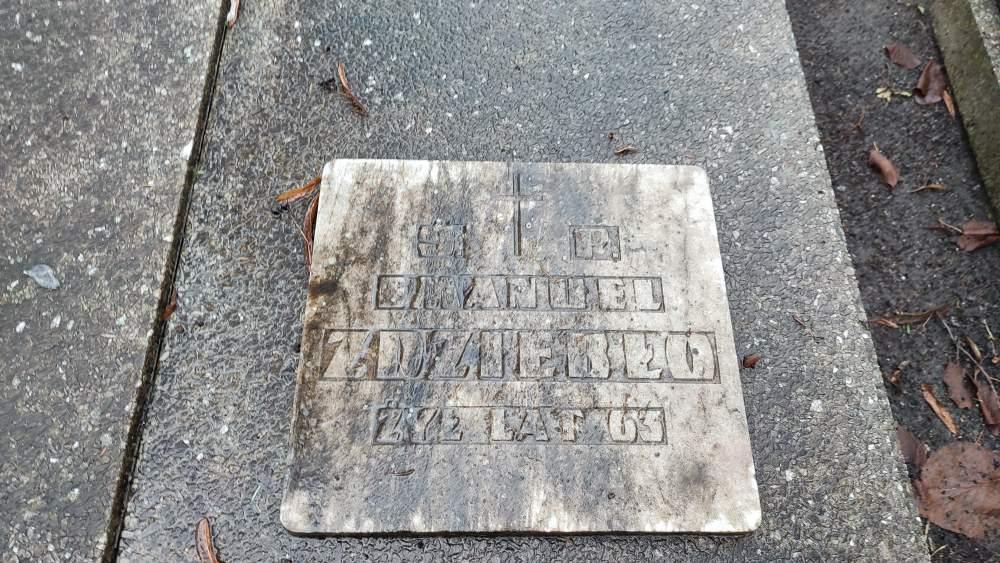 Ś. P.
EMANUEL
ZDZIEBŁO
ŻYŁ LAT 63